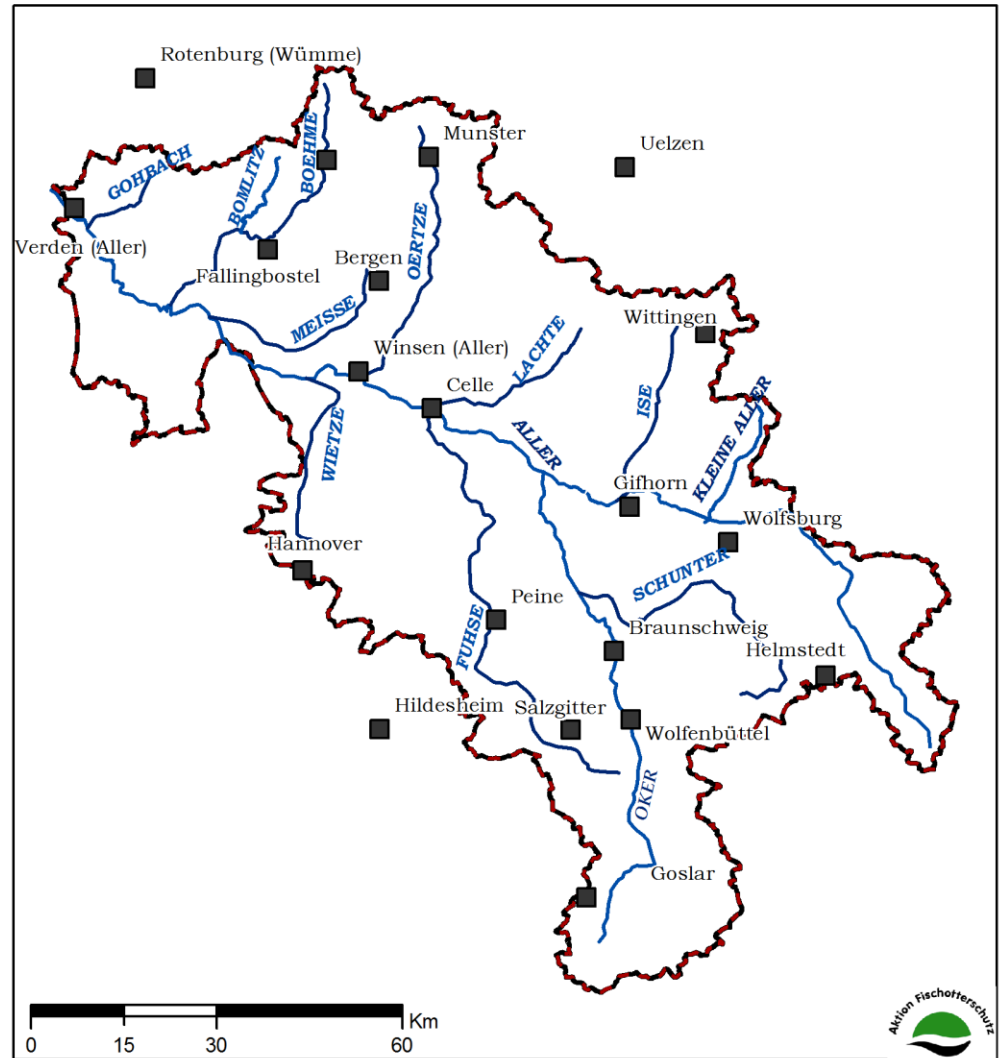 Rotenburg (Wümme)
Munster
Uelzen
GOHBACH
BOMLITZ
BOEHME
OERTZE
Verden (Aller)
Fallingbostel
Bergen
MEISSE
Winsen (Aller)
LACHTE
Wittingen
Celle
ISE
KLEINE ALLER
WIETZE
ALLER
Gifhorn
Wolfsburg
Hannover
SCHUNTER
Peine
Braunschweig
FUHSE
Helmstedt
Hildesheim
Salzgitter
Wolfenbüttel
OKER
Goslar
Km
0 15 30 60
Aktion Fischotterschutz